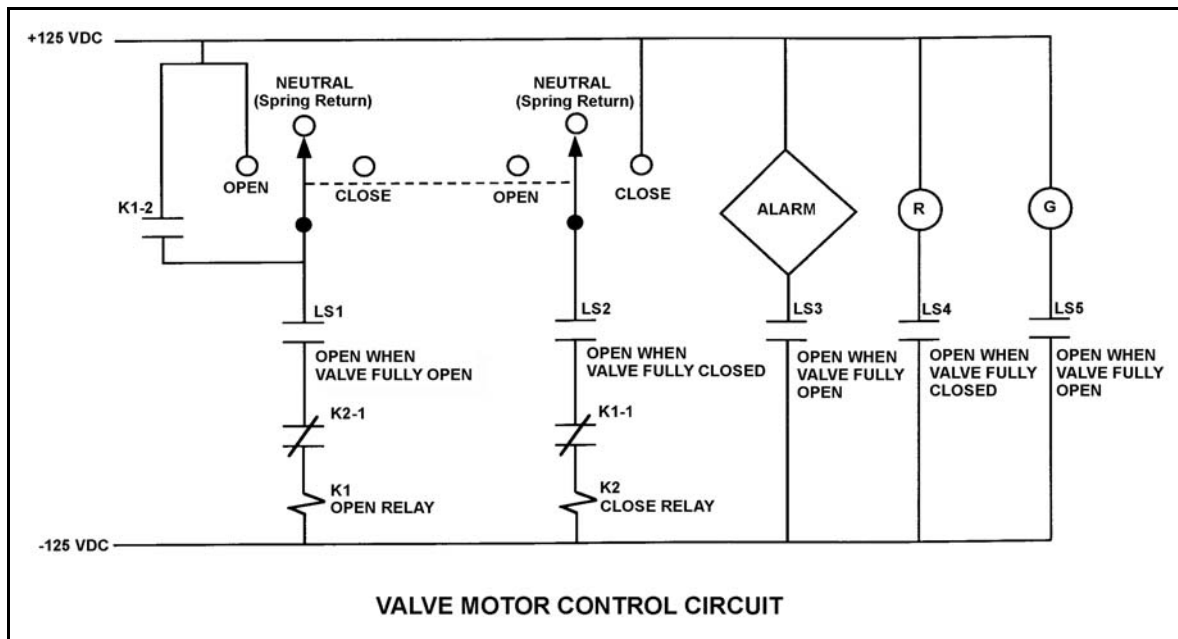 +125 VDC
NEUTRAL
(Spring Return)
NEUTRAL
(Spring Return)
OPEN
CLOSE
OPEN
CLOSE
K1-2
ALARM
R
G
LS1
OPEN WHEN
VALVE FULLY OPEN
LS2
OPEN WHEN
VALVE FULLY CLOSED
LS3
OPEN WHEN
VALVE FULLY
OPEN
LS4
OPEN WHEN
VALVE FULLY
CLOSED
LS5
OPEN WHEN
VALVE FULLY
OPEN
K2-1
K1-1
K1
OPEN RELAY
K2
CLOSE RELAY
-125 VDC
VALVE MOTOR CONTROL CIRCUIT